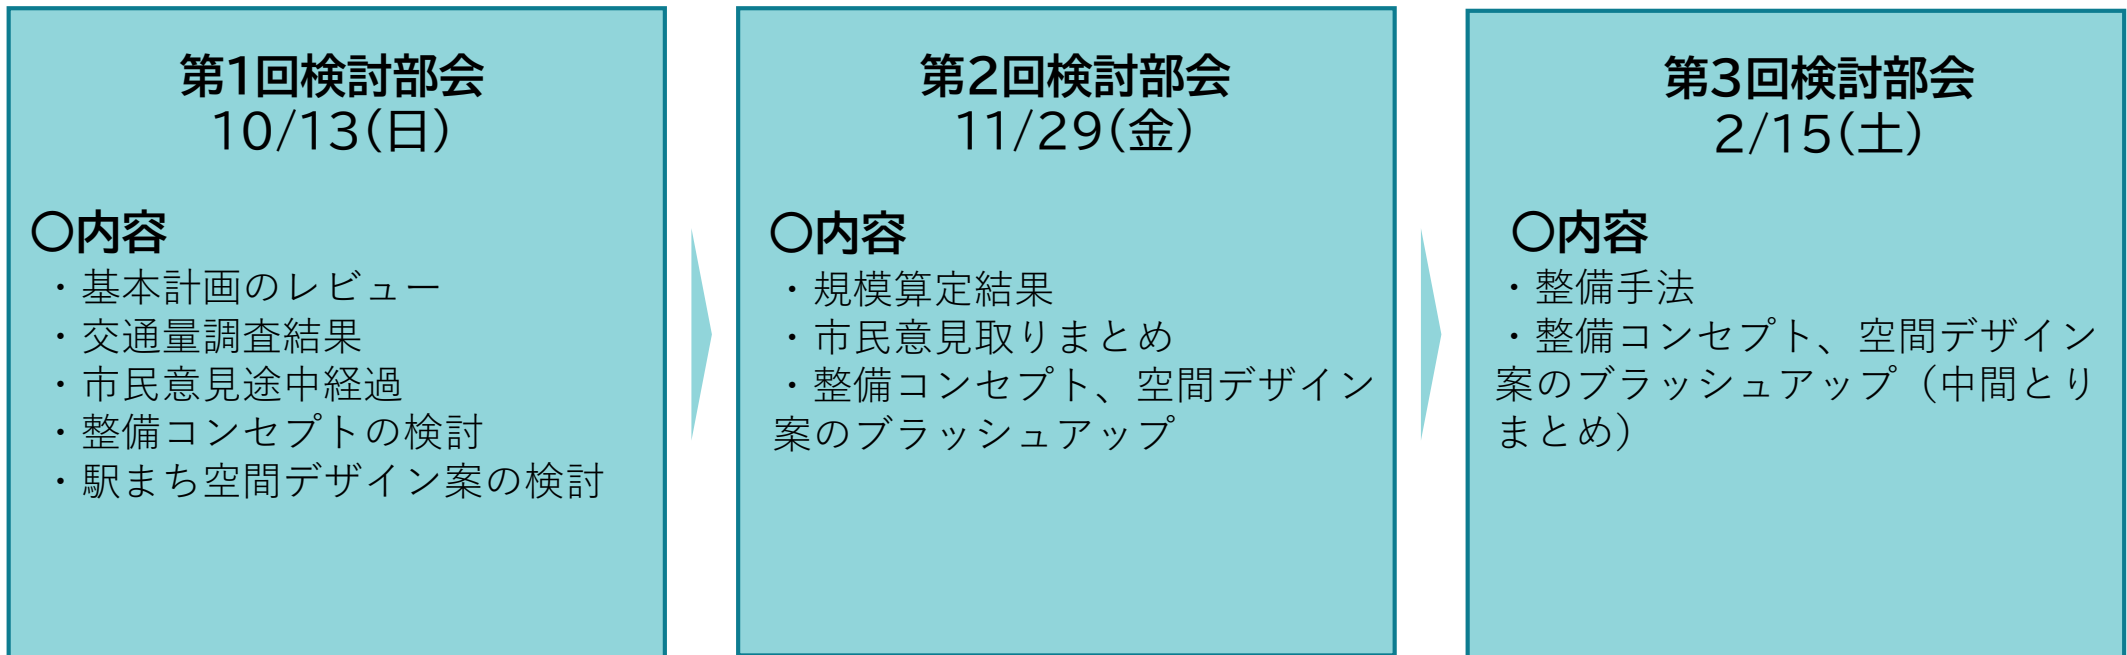 第1回検討部会
10/13(日)
〇内容
・基本計画のレビュー
・交通量調査結果
・市民意見途中経過
・整備コンセプトの検討
・駅まち空間デザイン案の検討
第2回検討部会
11/29(金)
〇内容
・規模算定結果
・市民意見取りまとめ
・整備コンセプト、空間デザイン
案のブラッシュアップ
第3回検討部会
2/15(土)
〇内容
・整備手法
・整備コンセプト、空間デザイン
案のブラッシュアップ（中間とり
まとめ）